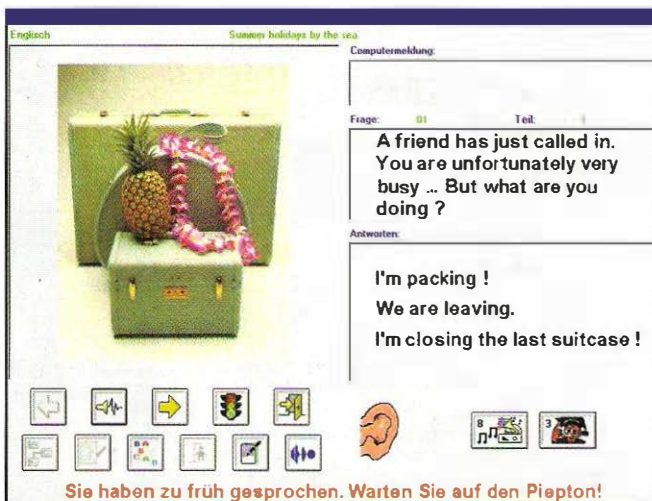 Englisch Summer holidays by the sea.
Computermeldung:
Frage: 01 Teil:
A friend has just called in.
You are unfortunately very
busy ... But what are you
doing ?
Antworten:
I'm packing !
We are leaving.
I'm closing the last suitcase !
8
3
Sie haben zu früh gesprochen. Warten Sie auf den Piepton!